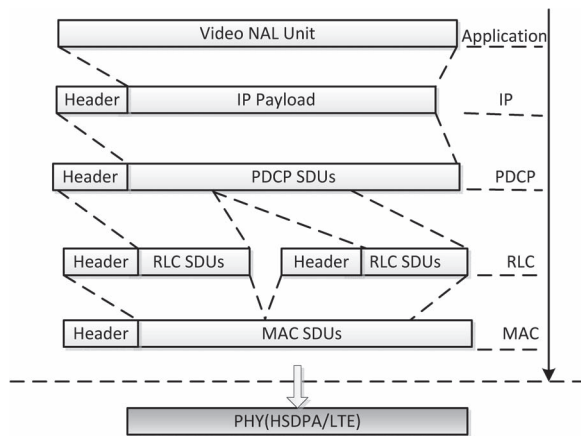 Video NAL Unit
Application
Header
IP Payload
IP
Header
PDCP SDUs
PDCP
Header
RLC SDUs
Header
RLC SDUs
RLC
Header
MAC SDUs
MAC
PHY(HSDPA/LTE)